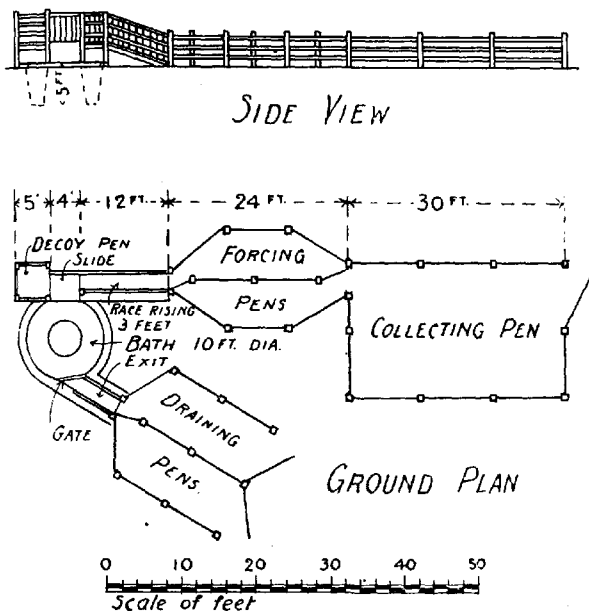 5 FT.
SIDE VIEW
5' 4' 12 FT. 24 FT. 30 FT.
DECOY PEN
SLIDE
FORCING
PENS
RACE RISING
3 FEET
BATH 10 FT. DIA.
EXIT
COLLECTING PEN
GATE
DRAINING
PENS.
GROUND PLAN
0 10 20 30 40 50
Scale of feet